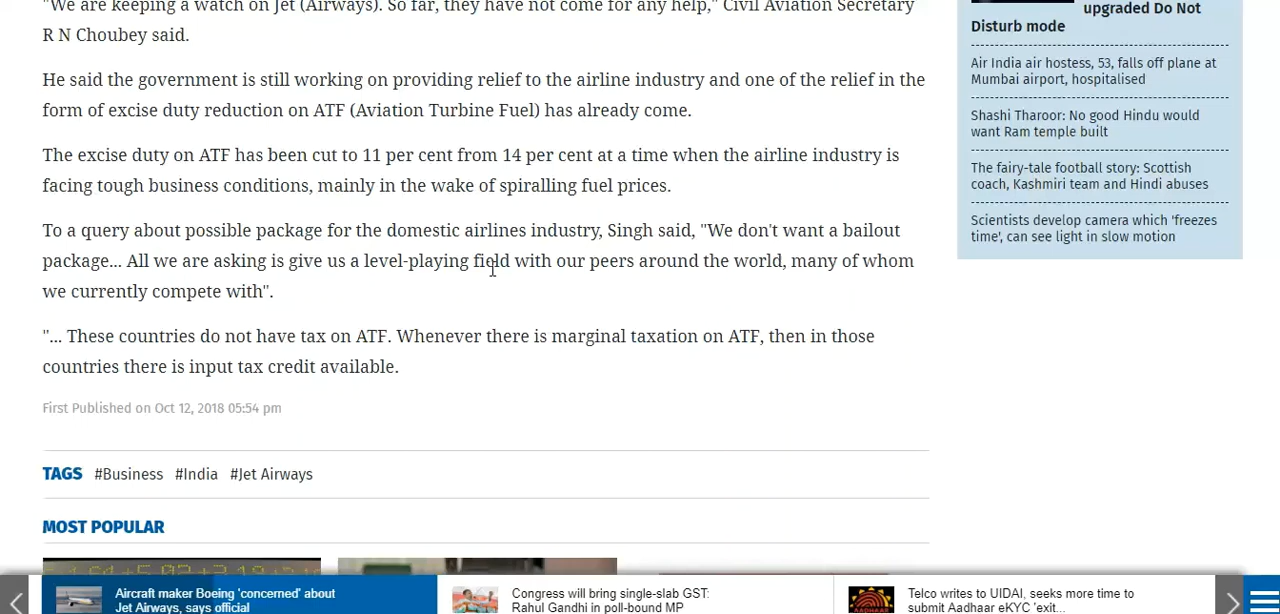 "We are keeping a watch on Jet (Airways). So far, they have not come for any help," Civil Aviation Secretary
R N Choubey said.
He said the government is still working on providing relief to the airline industry and one of the relief in the
form of excise duty reduction on ATF (Aviation Turbine Fuel) has already come.
The excise duty on ATF has been cut to 11 per cent from 14 per cent at a time when the airline industry is
facing tough business conditions, mainly in the wake of spiralling fuel prices.
To a query about possible package for the domestic airlines industry, Singh said, "We don't want a bailout
package... All we are asking is give us a level-playing field with our peers around the world, many of whom
we currently compete with".
"... These countries do not have tax on ATF. Whenever there is marginal taxation on ATF, then in those
countries there is input tax credit available.
First Published on Oct 12, 2018 05:54 pm
TAGS #Business #India #Jet Airways
MOST POPULAR
upgraded Do Not
Disturb mode
Air India air hostess, 53, falls off plane at
Mumbai airport, hospitalised
Shashi Tharoor: No good Hindu would
want Ram temple built
The fairy-tale football story: Scottish
coach, Kashmiri team and Hindi abuses
Scientists develop camera which 'freezes
time', can see light in slow motion
Aircraft maker Boeing 'concerned' about
Jet Airways, says official
Congress will bring single-slab GST:
Rahul Gandhi in poll-bound MP
Telco writes to UIDAI, seeks more time to
submit Aadhaar eKYC 'exit...